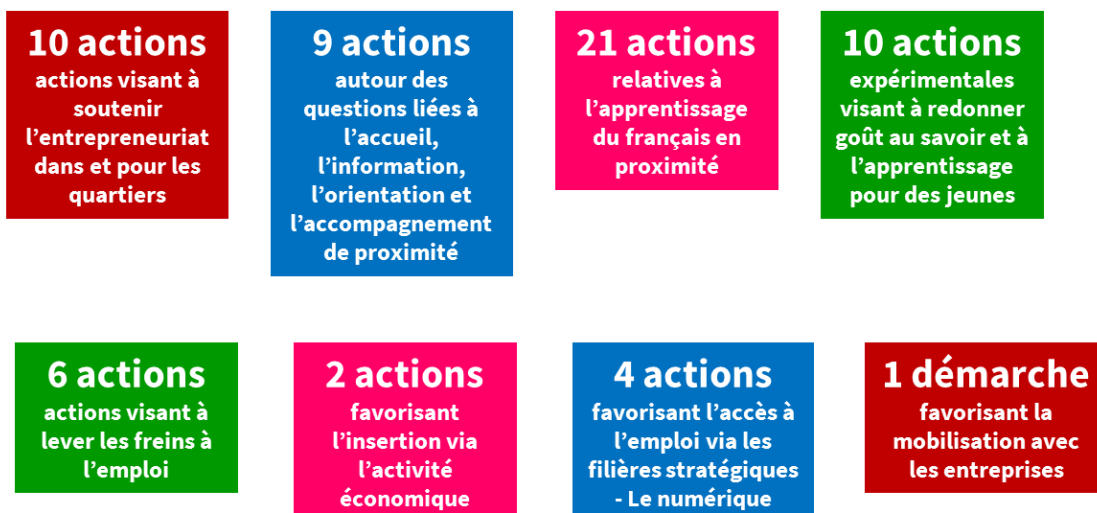 10 actions
actions visant à
soutenir
l’entrepreneuriat
dans et pour les
quartiers
9 actions
autour des
questions liées à
l’accueil,
l’information,
l’orientation et
l’accompagnement
de proximité
21 actions
relatives à
l’apprentissage
du français en
proximité
10 actions
expérimentales
visant à redonner
goût au savoir et à
l’apprentissage
pour des jeunes
6 actions
actions visant à
lever les freins à
l’emploi
2 actions
favorisant
l’insertion via
l’activité
économique
4 actions
favorisant l’accès à
l’emploi via les
filières stratégiques
- Le numérique
1 démarche
favorisant la
mobilisation avec
les entreprises